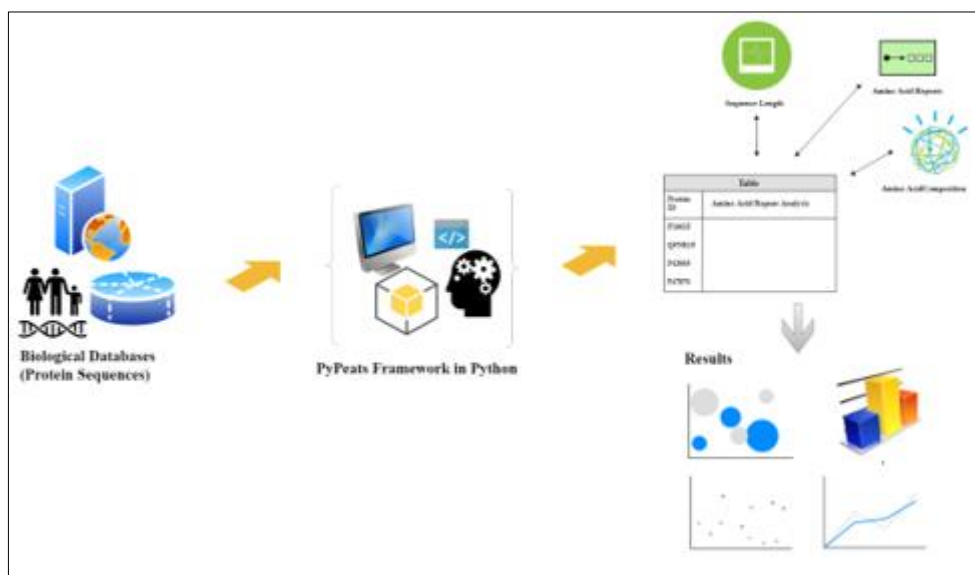 Sequence Length
Amino Acid Repeats
Amino Acid Composition
Table
Protein
ID
Amino Acid Repeat Analysis
Biological Databases
(Protein Sequences)
PyPeats Framework in Python
</>
Results